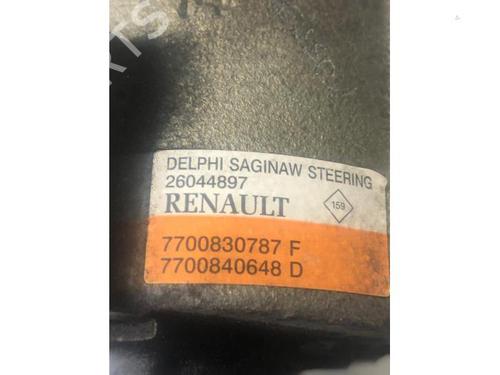 DELPHI SAGINAW STEERING
26044897
RENAULT
159
7700830787 F
7700840648 D